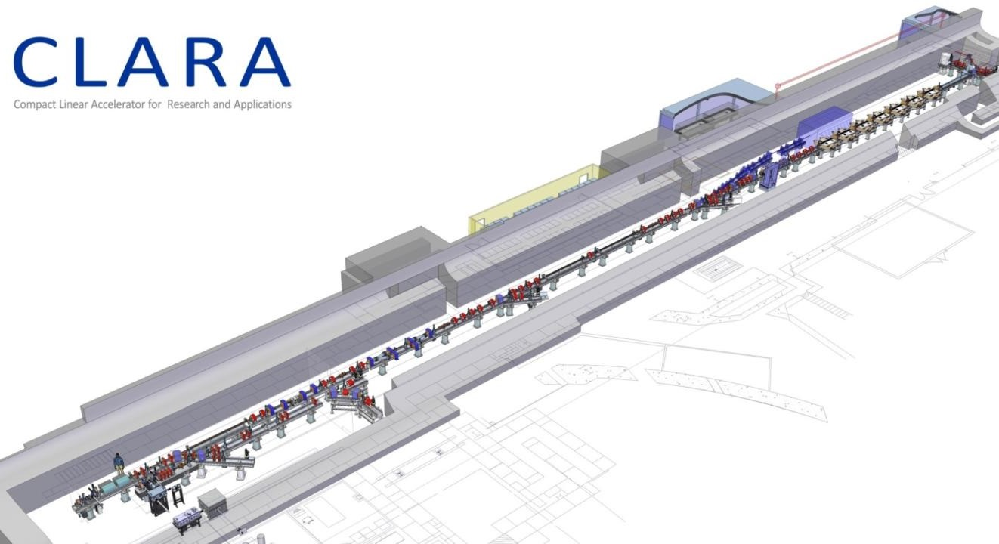 CLARA
Compact Linear Accelerator for Research and Applications